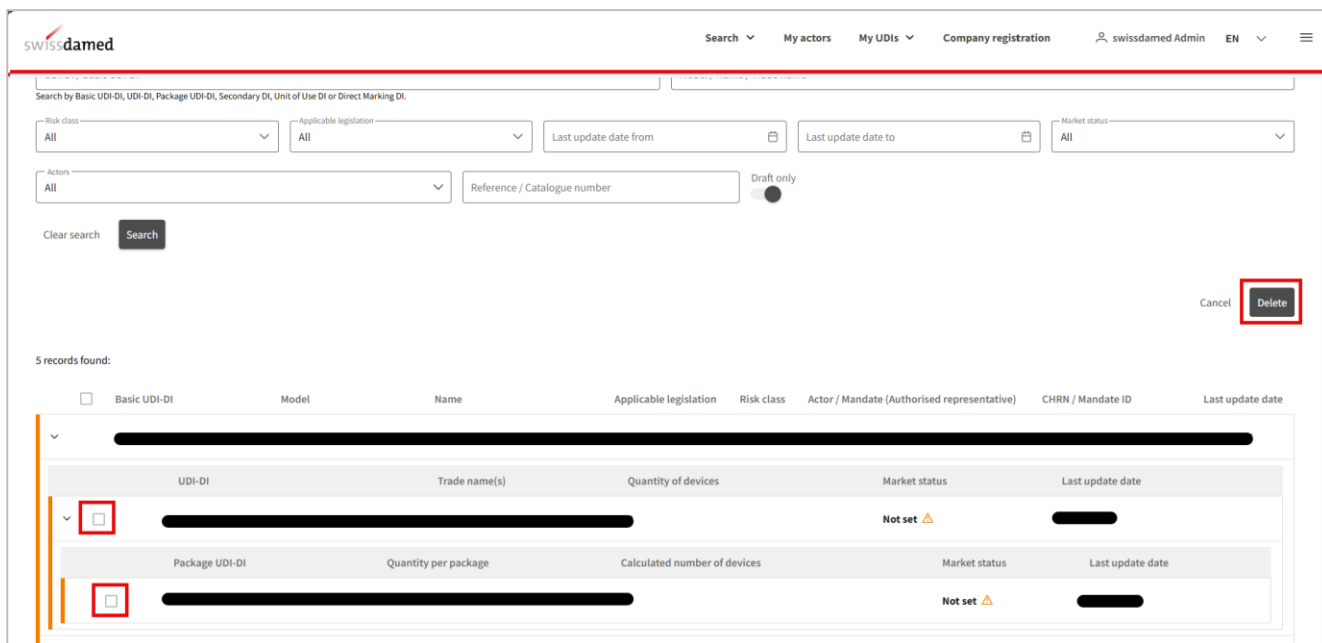 swissdamed
Search My actors My UDIs Company registration swissdamed Admin EN
Search by Basic UDI-DI, UDI-DI, Package UDI-DI, Secondary DI, Unit of Use DI or Direct Marking DI.
Risk class Applicable legislation Market status
All All Last update date from Last update date to All
Actors
All Reference / Catalogue number Draft only
Clear search Search
Cancel Delete
5 records found:
Basic UDI-DI Model Name Applicable legislation Risk class Actor / Mandate (Authorised representative) CHRN / Mandate ID Last update date
UDI-DI Trade name(s) Quantity of devices Market status Last update date
Not set
Package UDI-DI Quantity per package Calculated number of devices Market status Last update date
Not set